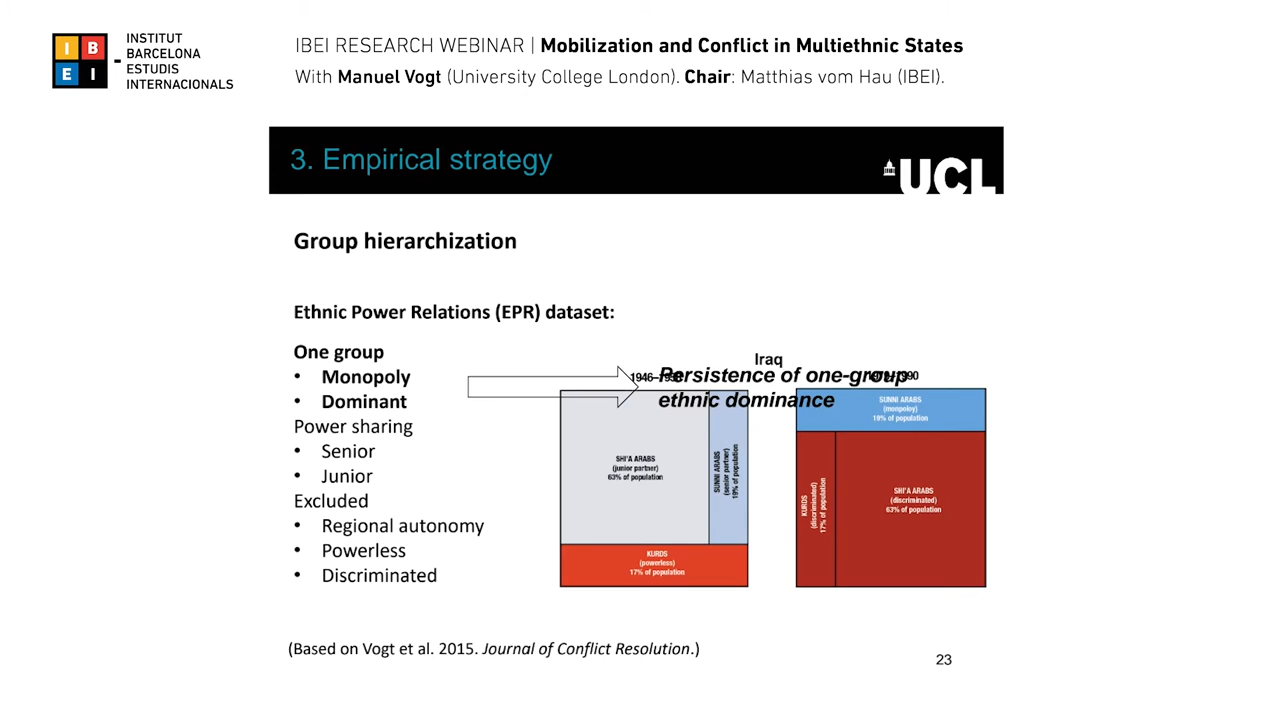 I B E I - INSTITUT
BARCELONA
ESTUDIS
INTERNACIONALS
IBEI RESEARCH WEBINAR | Mobilization and Conflict in Multiethnic States
With Manuel Vogt (University College London). Chair: Matthias vom Hau (IBEI).
3. Empirical strategy
UCL
Group hierarchization
Ethnic Power Relations (EPR) dataset:
One group
• Monopoly
• Dominant
Power sharing
• Senior
• Junior
Excluded
• Regional autonomy
• Powerless
• Discriminated
Iraq
Persistence of one-group
ethnic dominance
SHI'A ARABS
(junior partner)
63% of population
SUNNI ARABS
(senior partner)
19% of population
KURDS
(powerless)
17% of population
SUNNI ARABS
(monopoloy)
19% of population
KURDS
(discriminated)
17% of population
SHI'A ARABS
(discriminated)
63% of population
(Based on Vogt et al. 2015. Journal of Conflict Resolution.)
23